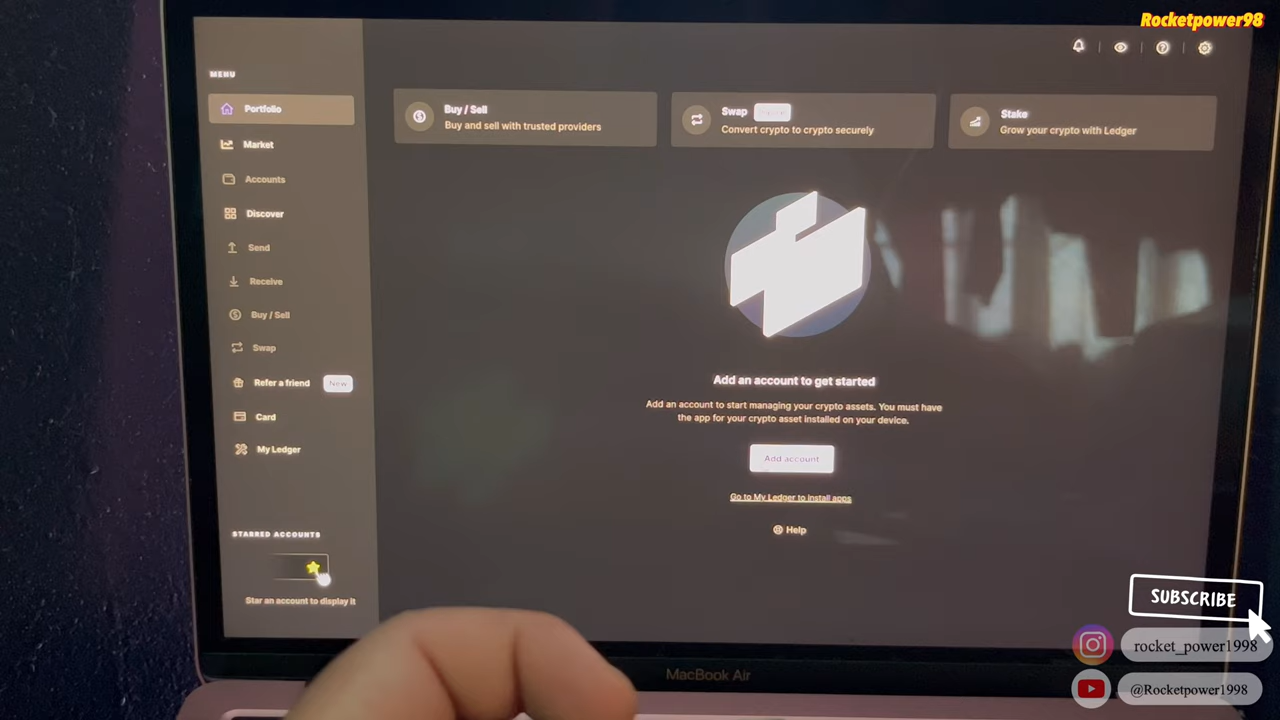 Rocketpower98
MENU
Portfolio
Market
Accounts
Discover
Send
Receive
Buy / Sell
Swap
Refer a friend New
Card
My Ledger
STARRED ACCOUNTS
Star an account to display it
Buy / Sell
Buy and sell with trusted providers
Swap
Convert crypto to crypto securely
Stake
Grow your crypto with Ledger
Add an account to get started
Add an account to start managing your crypto assets. You must have
the app for your crypto asset installed on your device.
Add account
Go to My Ledger to install apps
Help
MacBook Air
SUBSCRIBE
rocket_power1998
@Rocketpower1998